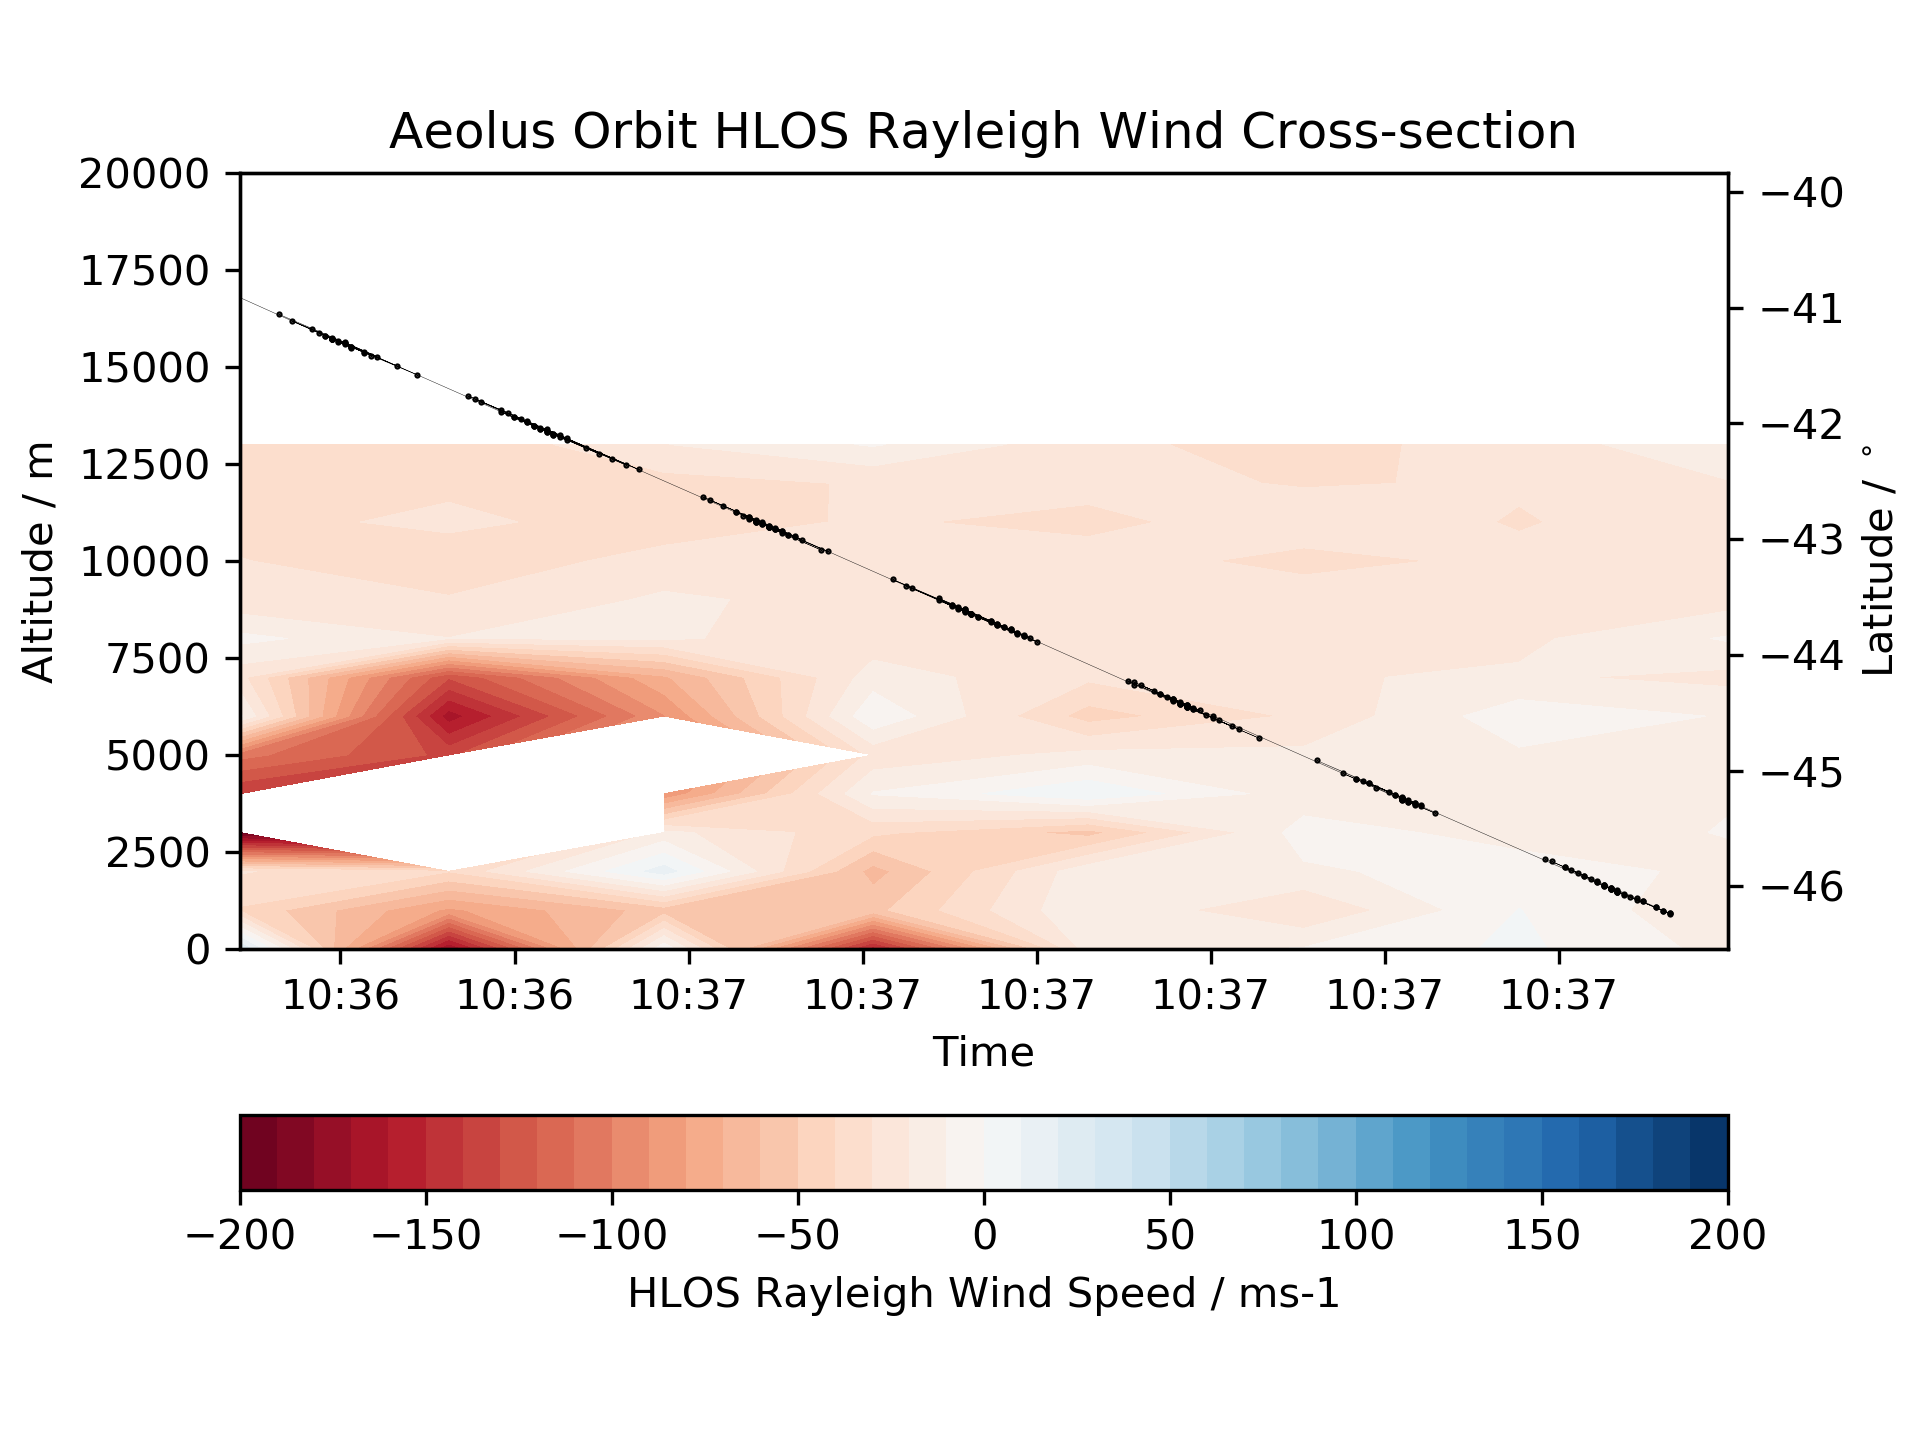 Aeolus Orbit HLOS Rayleigh Wind Cross-section
20000
17500
15000
12500
10000
7500
5000
2500
0
Altitude / m
−40
−41
−42
−43
−44
−45
−46
Latitude / °
10:36 10:36 10:37 10:37 10:37 10:37 10:37 10:37
Time
−200 −150 −100 −50 0 50 100 150 200
HLOS Rayleigh Wind Speed / ms-1